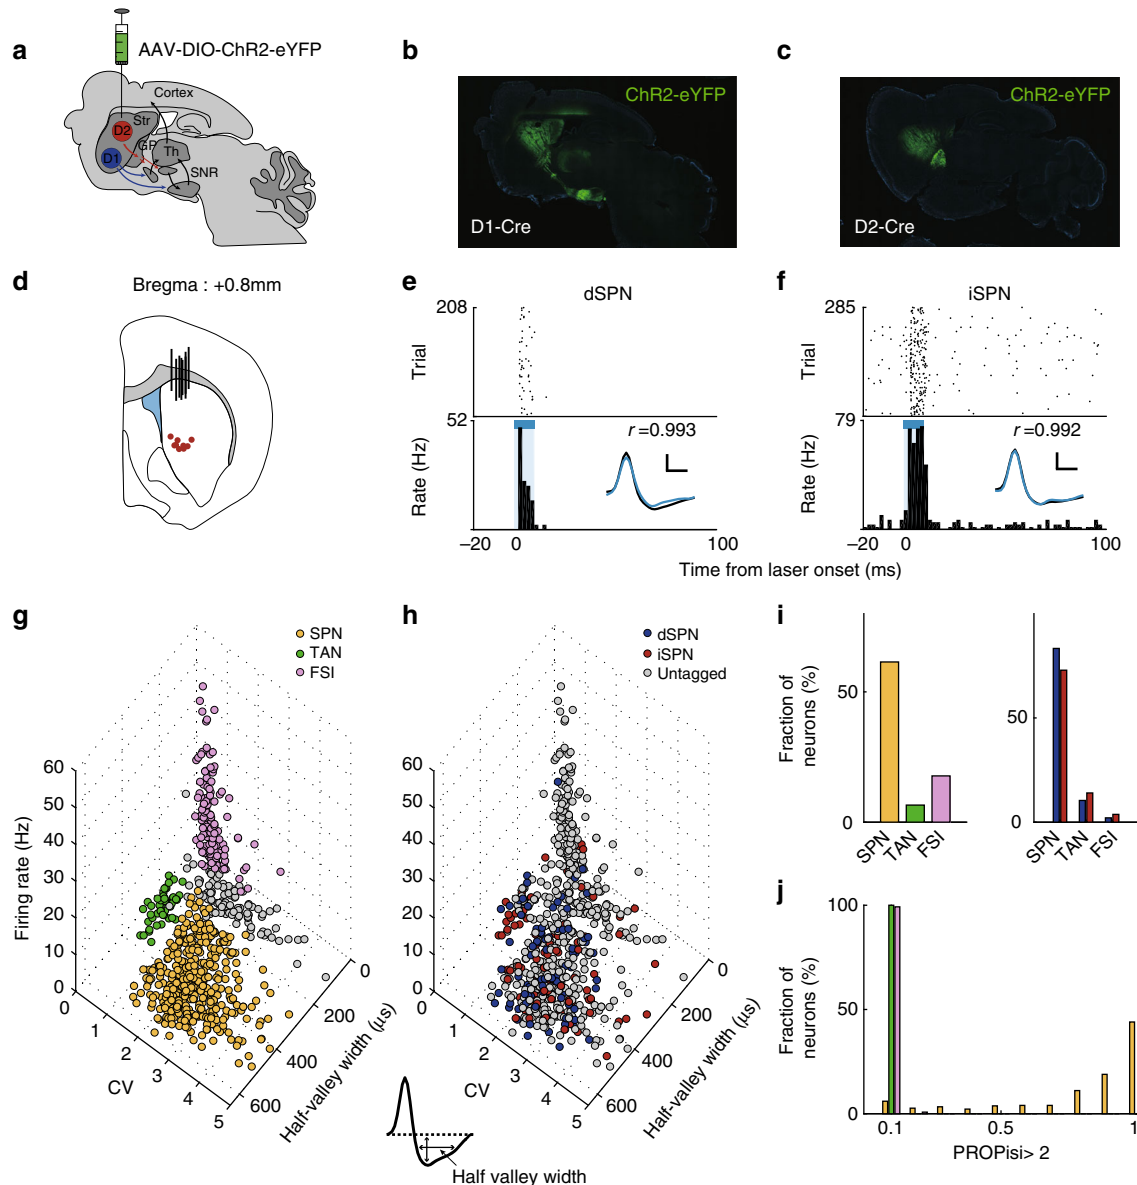 a
AAV-DIO-ChR2-eYFP
Cortex
Str
D2
GP
Th
D1
SNR
b
ChR2-eYFP
D1-Cre
c
ChR2-eYFP
D2-Cre
d
Bregma : +0.8mm
e
dSPN
208
Trial
52
r=0.993
Rate (Hz)
–20
0
100
f
iSPN
285
Trial
79
r=0.992
Rate (Hz)
–20
0
100
Time from laser onset (ms)
g
SPN
TAN
FSI
60
50
40
30
20
10
0
Firing rate (Hz)
0
1
2
3
4
5
CV
0
200
400
600
Half-valley width (µs)
h
dSPN
iSPN
Untagged
60
50
40
30
20
10
0
0
1
2
3
4
5
CV
0
200
400
600
Half-valley width (µs)
Half valley width
i
Fraction of
neurons (%)
50
0
SPN
TAN
FSI
50
0
SPN
TAN
FSI
j
Fraction of
neurons (%)
100
50
0
0.1
0.5
1
PROPisi> 2